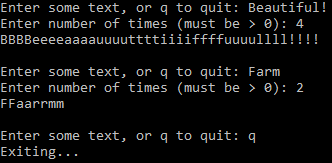 Enter some text, or q to quit: Beautiful!
Enter number of times (must be > 0): 4
BBBBeeeeaaaauuuuttttiiiiffffuuuullll!!!!
Enter some text, or q to quit: Farm
Enter number of times (must be > 0): 2
FFaarrmm
Enter some text, or q to quit: q
Exiting...